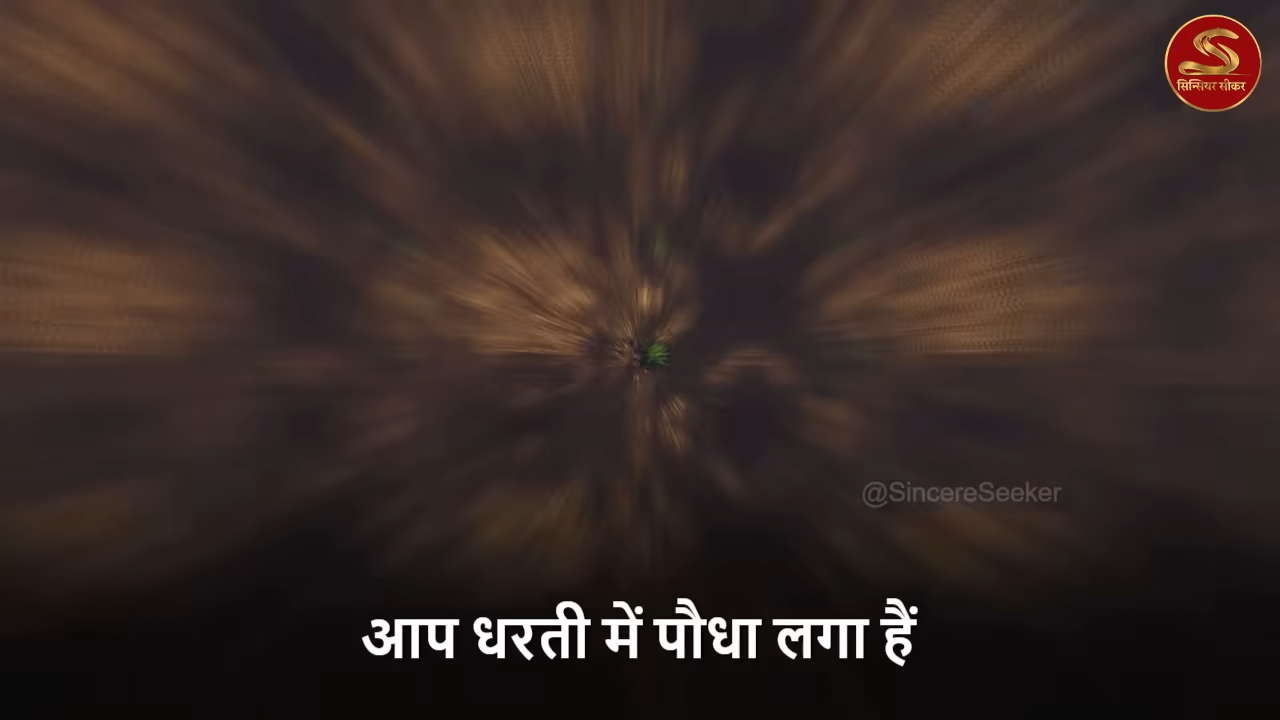 सिन्सियर सीकर
@SincereSeeker
आप धरती में पौधा लगा हैं